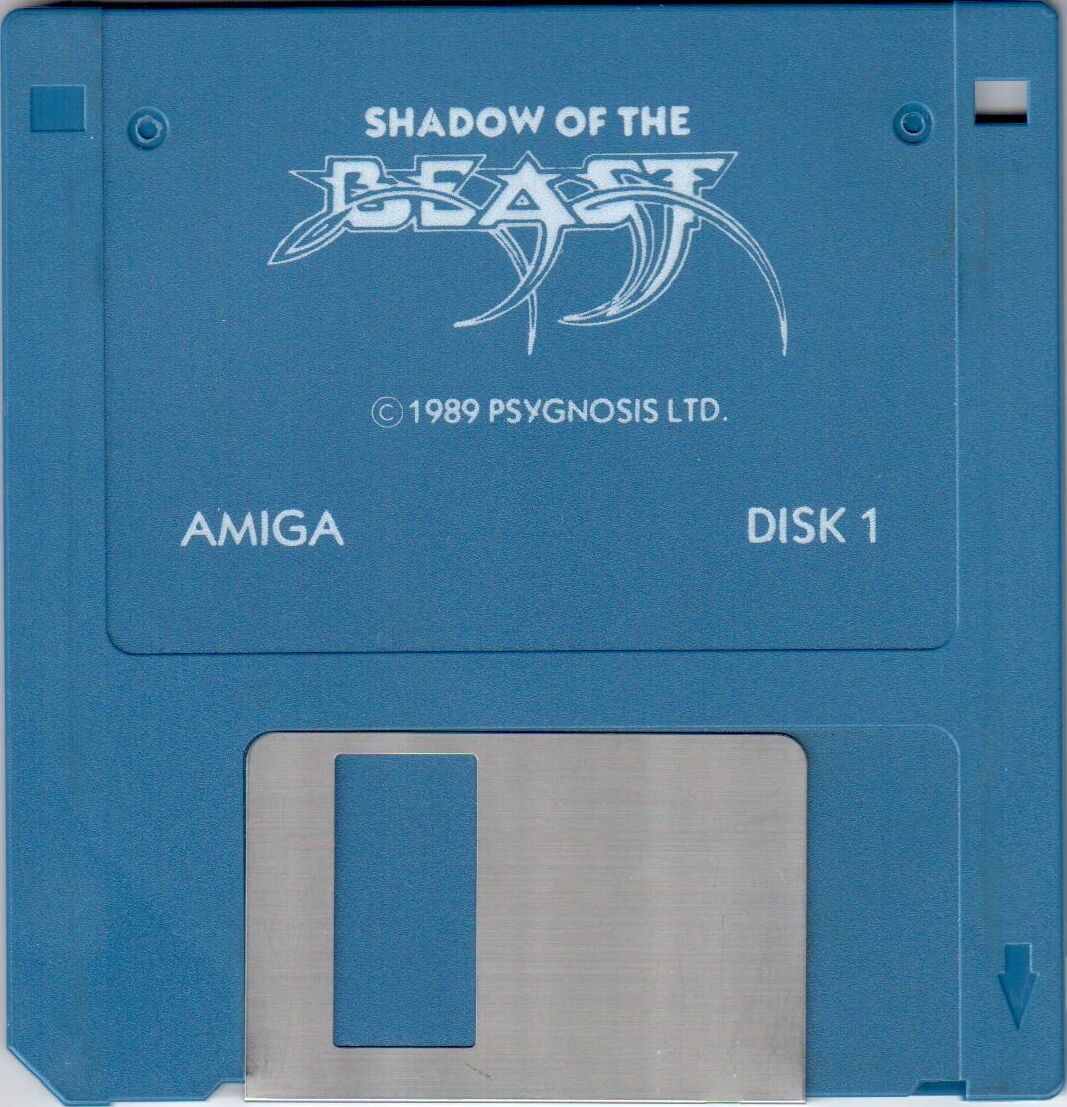 SHADOW OF THE
BEAST
© 1989 PSYGNOSIS LTD.
AMIGA
DISK 1